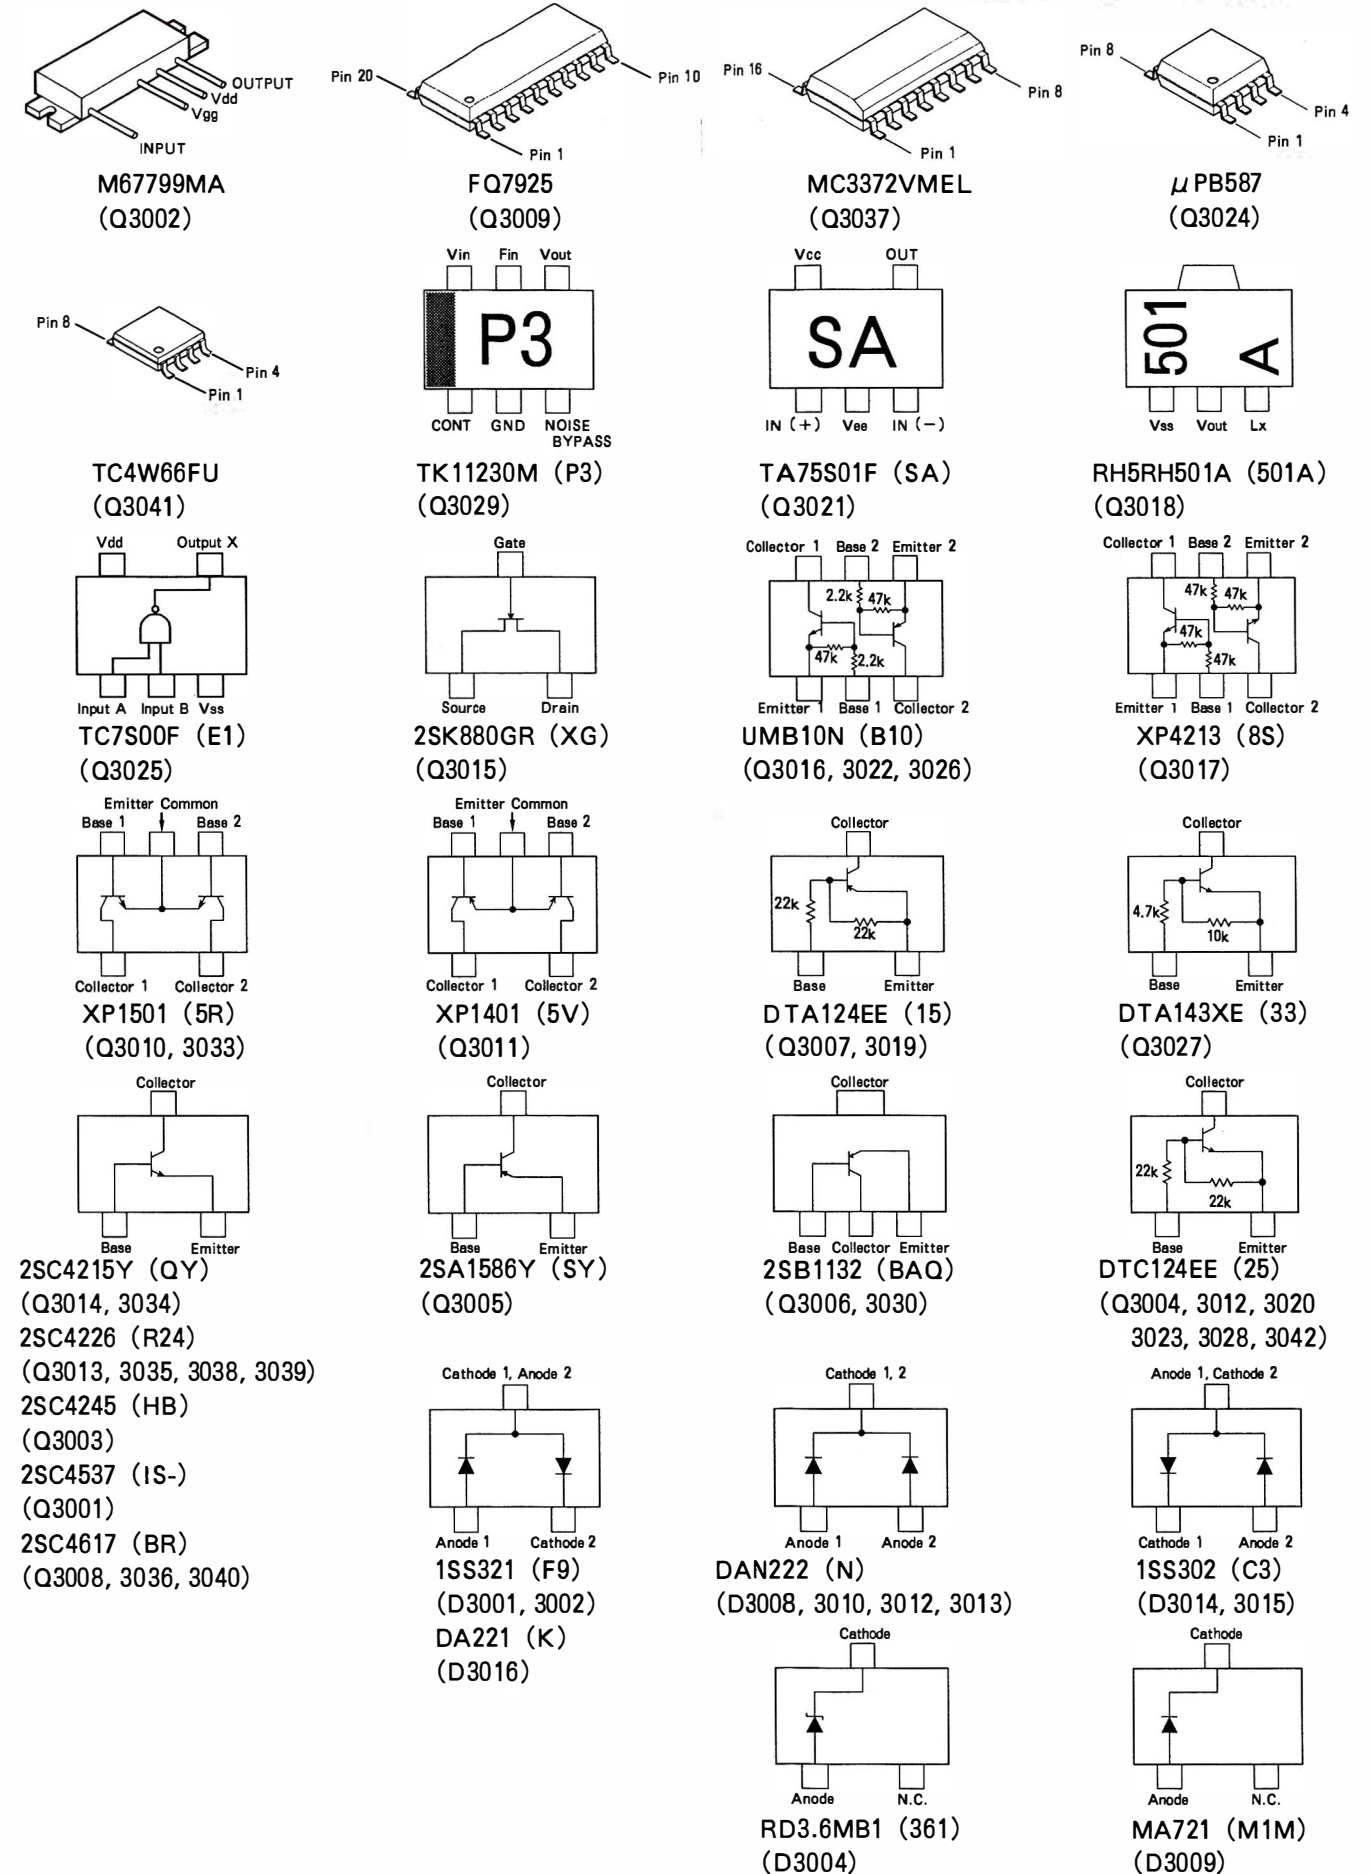 OUTPUT
Vdd
Vgg
INPUT
M67799MA
(Q3002)
Pin 20
Pin 10
Pin 1
FQ7925
(Q3009)
Pin 16
Pin 8
Pin 1
MC3372VMEL
(Q3037)
Pin 8
Pin 4
Pin 1
μPB587
(Q3024)
Pin 8
Pin 4
Pin 1
TC4W66FU
(Q3041)
Vin Fin Vout
P3
CONT GND NOISE
BYPASS
TK11230M (P3)
(Q3029)
Vcc OUT
SA
IN (+) Vee IN (-)
TA75S01F (SA)
(Q3021)
501
A
Vss Vout Lx
RH5RH501A (501A)
(Q3018)
Vdd Output X
Input A Input B Vss
TC7S00F (E1)
(Q3025)
Gate
Source Drain
2SK880GR (XG)
(Q3015)
Collector 1 Base 2 Emitter 2
2.2k 47k
47k 2.2k
Emitter 1 Base 1 Collector 2
UMB10N (B10)
(Q3016, 3022, 3026)
Collector 1 Base 2 Emitter 2
47k 47k
47k
47k
Emitter 1 Base 1 Collector 2
XP4213 (8S)
(Q3017)
Emitter Common
Base 1 Base 2
Collector 1 Collector 2
XP1501 (5R)
(Q3010, 3033)
Emitter Common
Base 1 Base 2
Collector 1 Collector 2
XP1401 (5V)
(Q3011)
Collector
22k
22k
Base Emitter
DTA124EE (15)
(Q3007, 3019)
Collector
4.7k
10k
Base Emitter
DTA143XE (33)
(Q3027)
Collector
Base Emitter
2SC4215Y (QY)
(Q3014, 3034)
2SC4226 (R24)
(Q3013, 3035, 3038, 3039)
2SC4245 (HB)
(Q3003)
2SC4537 (IS-)
(Q3001)
2SC4617 (BR)
(Q3008, 3036, 3040)
Collector
Base Emitter
2SA1586Y (SY)
(Q3005)
Collector
Base Collector Emitter
2SB1132 (BAQ)
(Q3006, 3030)
Collector
22k
22k
Base Emitter
DTC124EE (25)
(Q3004, 3012, 3020
3023, 3028, 3042)
Cathode 1, Anode 2
Anode 1 Cathode 2
1SS321 (F9)
(D3001, 3002)
DA221 (K)
(D3016)
Cathode 1, 2
Anode 1 Anode 2
DAN222 (N)
(D3008, 3010, 3012, 3013)
Anode 1, Cathode 2
Cathode 1 Anode 2
1SS302 (C3)
(D3014, 3015)
Cathode
Anode N.C.
RD3.6MB1 (361)
(D3004)
Cathode
Anode N.C.
MA721 (M1M)
(D3009)